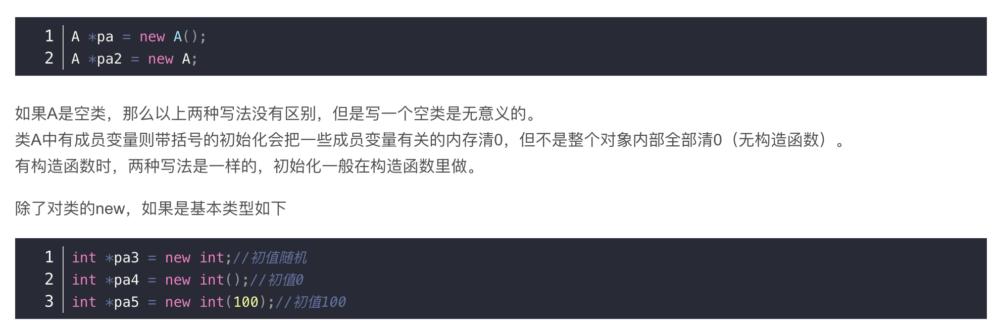 1 A *pa = new A();
2 A *pa2 = new A;
如果A是空类，那么以上两种写法没有区别，但是写一个空类是无意义的。
类A中有成员变量则带括号的初始化会把一些成员变量有关的内存清0，但不是整个对象内部全部清0（无构造函数）。
有构造函数时，两种写法是一样的，初始化一般在构造函数里做。
除了对类的new，如果是基本类型如下
1 int *pa3 = new int;//初值随机
2 int *pa4 = new int();//初值0
3 int *pa5 = new int(100);//初值100